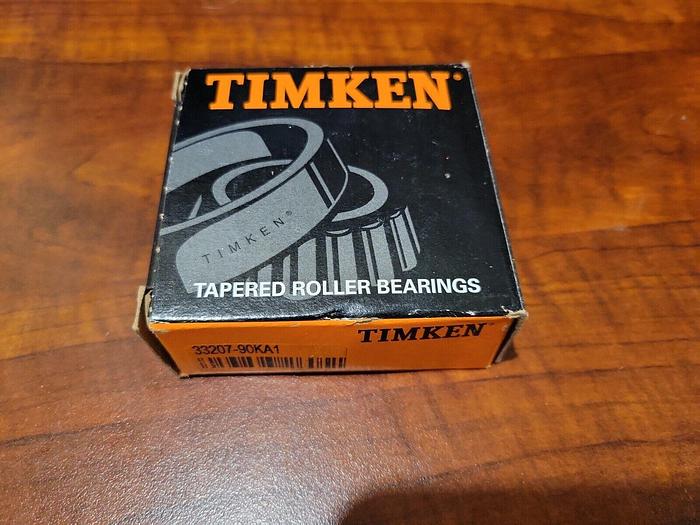 TIMKEN®
TIMKEN®
TAPERED ROLLER BEARINGS
TIMKEN
33207-90KA1